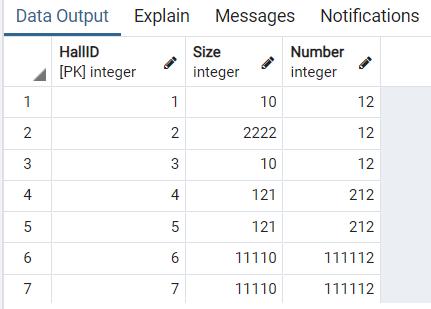 Data Output Explain Messages Notifications
HallID Size Number
[PK] integer integer integer
1 1 10 12
2 2 2222 12
3 3 10 12
4 4 121 212
5 5 121 212
6 6 11110 111112
7 7 11110 111112